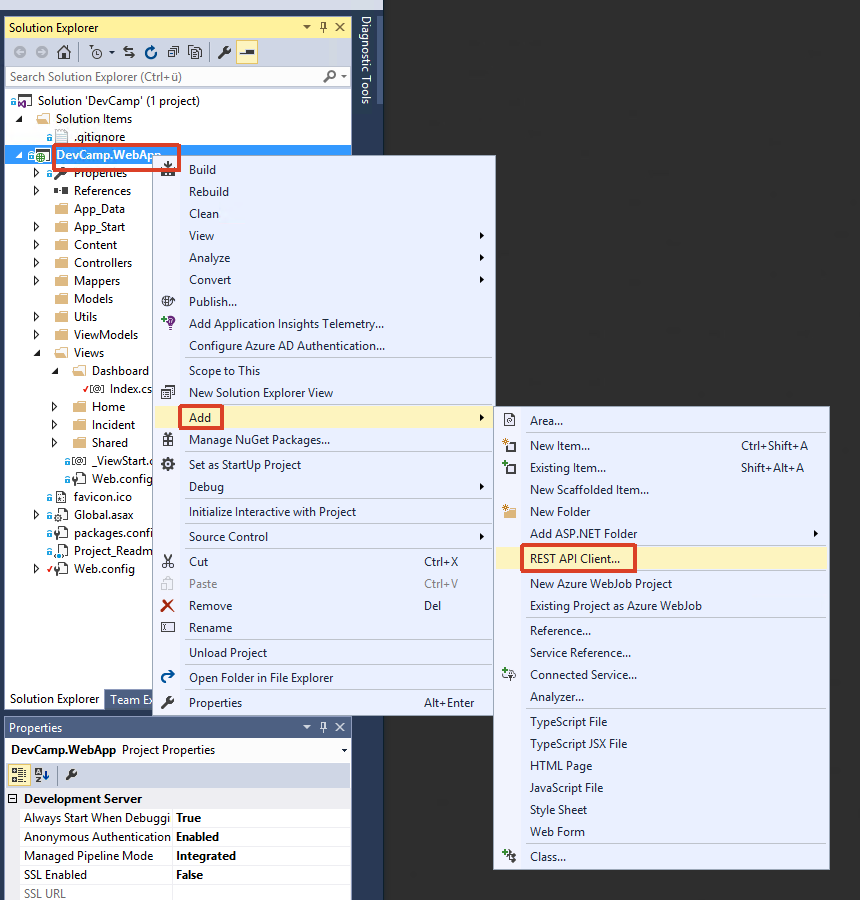 Solution Explorer
Search Solution Explorer (Ctrl+ü)
Solution 'DevCamp' (1 project)
Solution Items
.gitignore
DevCamp.WebApp
Properties
References
App_Data
App_Start
Content
Controllers
Mappers
Models
Utils
ViewModels
Views
Dashboard
Index.cs
Home
Incident
Shared
_ViewStart.c
Web.config
favicon.ico
Global.asax
packages.confi
Project_Readm
Web.config
Solution Explorer
Team Ex
Diagnostic Tools
Build
Rebuild
Clean
View
Analyze
Convert
Publish...
Add Application Insights Telemetry...
Configure Azure AD Authentication...
Scope to This
New Solution Explorer View
Add
Manage NuGet Packages...
Set as StartUp Project
Debug
Initialize Interactive with Project
Source Control
Cut Ctrl+X
Paste Ctrl+V
Remove Del
Rename
Unload Project
Open Folder in File Explorer
Properties Alt+Enter
Area...
New Item... Ctrl+Shift+A
Existing Item... Shift+Alt+A
New Scaffolded Item...
New Folder
Add ASP.NET Folder
REST API Client...
New Azure WebJob Project
Existing Project as Azure WebJob
Reference...
Service Reference...
Connected Service...
Analyzer...
TypeScript File
TypeScript JSX File
HTML Page
JavaScript File
Style Sheet
Web Form
Class...
Properties
DevCamp.WebApp Project Properties
Development Server
Always Start When Debuggi True
Anonymous Authentication Enabled
Managed Pipeline Mode Integrated
SSL Enabled False
SSL URL